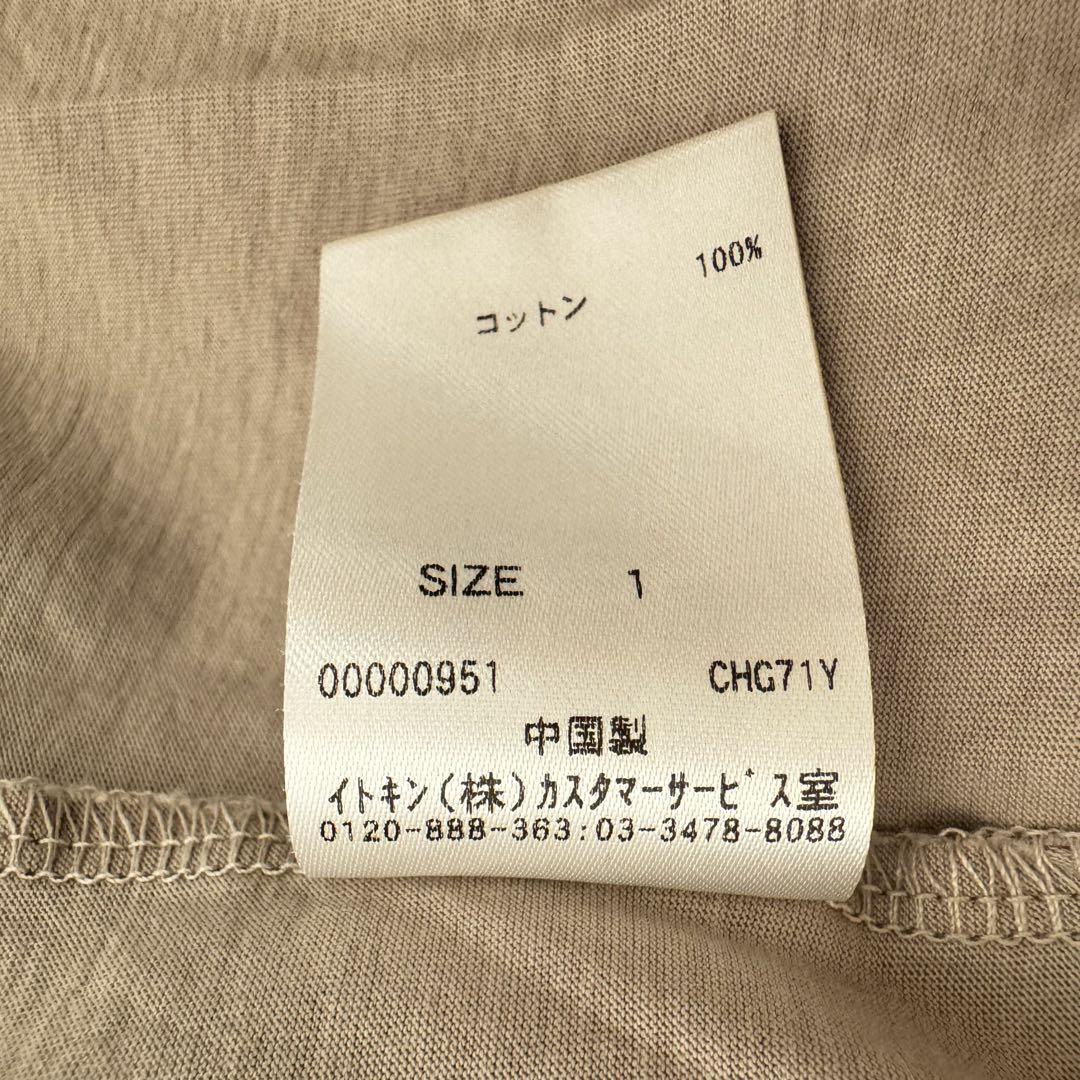 100%
コットン
SIZE 1
00000951 CHG71Y
中国製
イトキン(株)カスタマーサービス室
0120-888-363:03-3478-8088